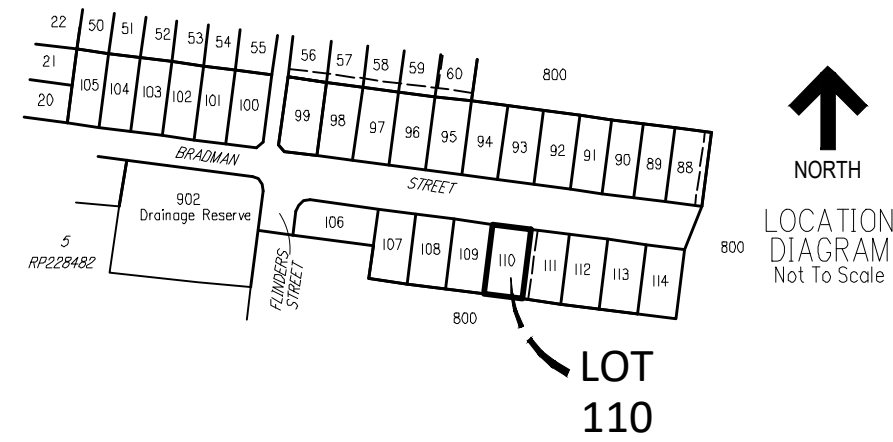 22 50 51 52 53 54 55 56 57 58 59 60 800
21
20
105 104 103 102 101 100 99 98 97 96 95 94 93 92 91 90 89 88
BRADMAN STREET
902
Drainage Reserve
5
RP228482
FLINDERS
STREET
106 107 108 109 110 111 112 113 114
800
800
NORTH
LOCATION
DIAGRAM
Not To Scale
LOT
110